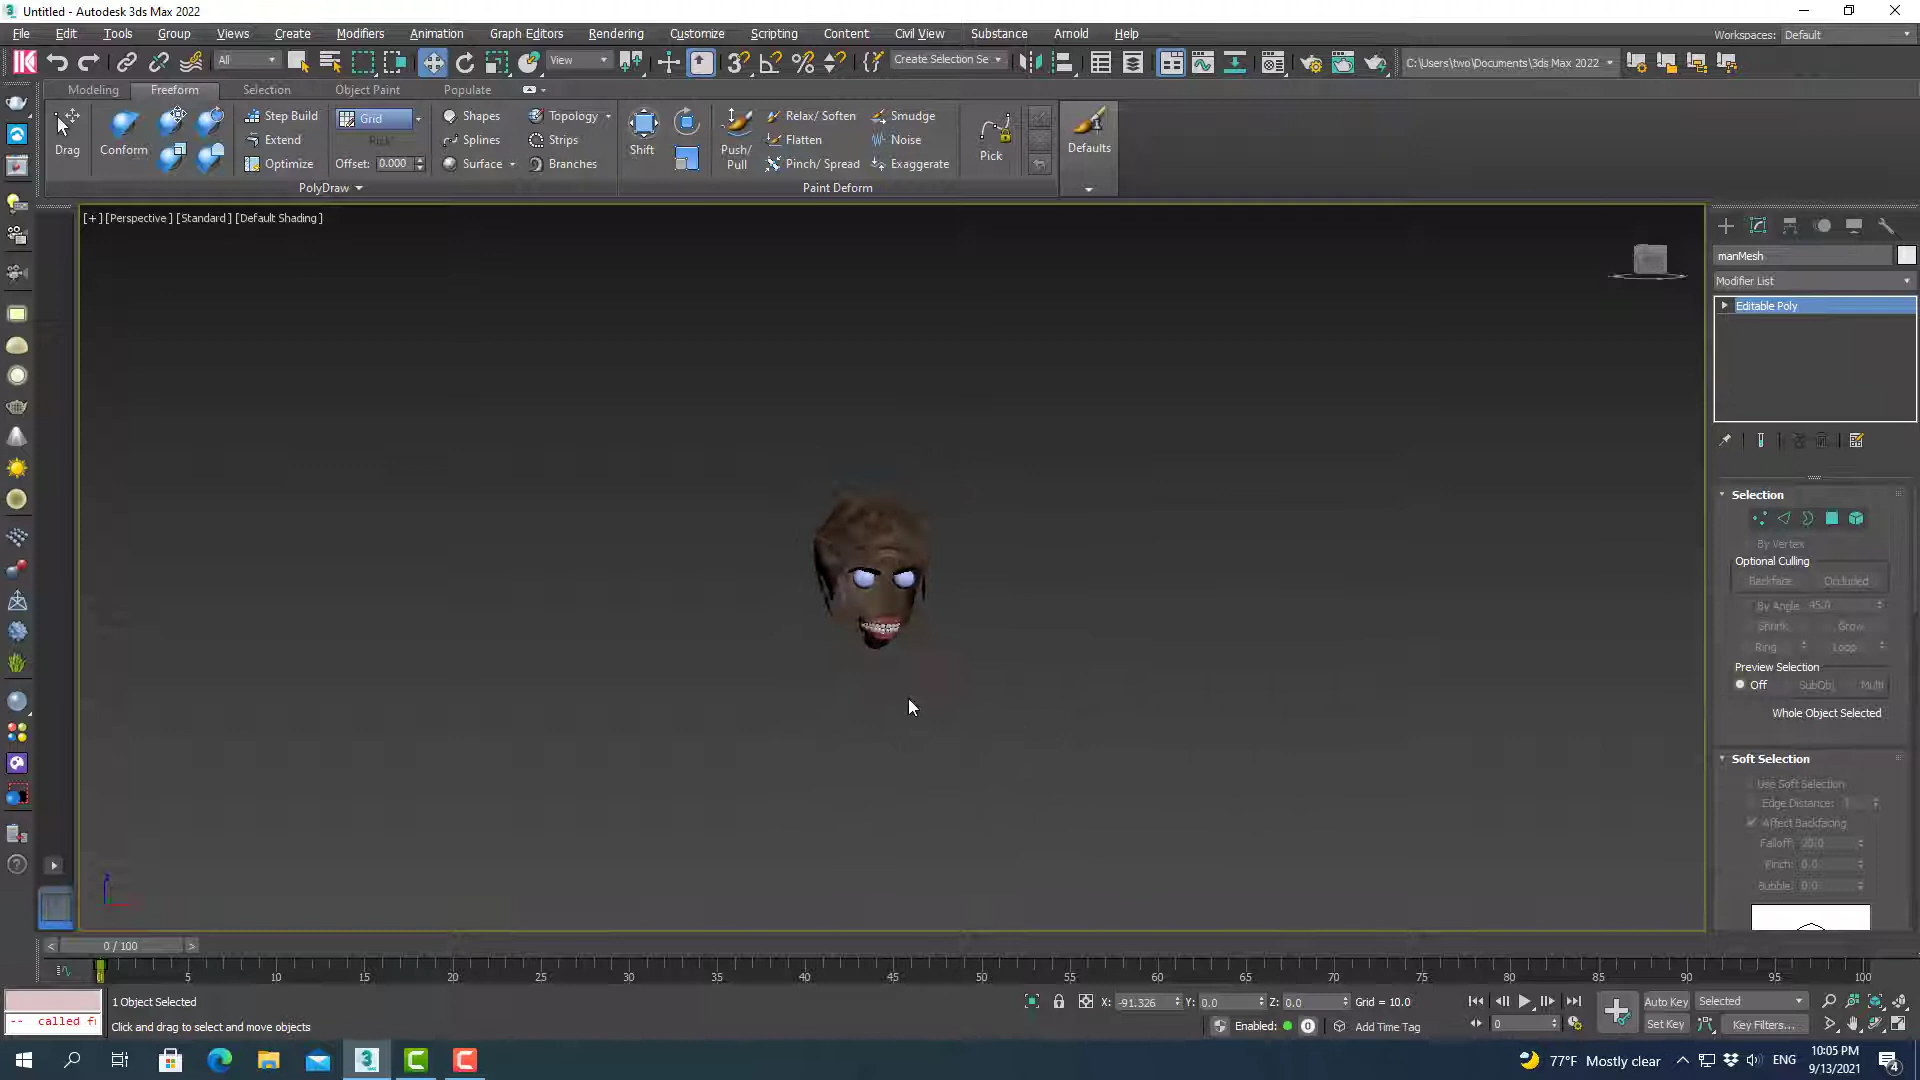 Untitled - Autodesk 3ds Max 2022
File Edit Tools Group Views Create Modifiers Animation Graph Editors Rendering Customize Scripting Content Civil View Substance Arnold Help
Workspaces: Default
All View Create Selection Se C:\Users\two\Documents\3ds Max 2022
Modeling Freeform Selection Object Paint Populate
Step Build Grid Shapes Topology Relax/ Soften Smudge
Drag Conform Extend Splines Strips Shift Push/ Pull Flatten Noise Pick Defaults
Optimize Offset: 0.000 Surface Branches Pinch/ Spread Exaggerate
PolyDraw Paint Deform
[+] [Perspective ] [Standard ] [Default Shading ]
manMesh
Modifier List
Editable Poly
Selection
By Vertex
Optional Culling
Backface Occluded
By Angle: 45.0
Shrink Grow
Ring Loop
Preview Selection
Off SubObj Multi
Whole Object Selected
Soft Selection
Use Soft Selection
Edge Distance: 1
Affect Backfacing
Falloff: 20.0
Pinch: 0.0
Bubble: 0.0
< 0 / 100 >
0 5 10 15 20 25 30 35 40 45 50 55 60 65 70 75 80 85 90 95 100
1 Object Selected X: -91.326 Y: 0.0 Z: 0.0 Grid = 10.0 Auto Key Selected
-- called fr Click and drag to select and move objects Enabled: 0 Add Time Tag 0 Set Key Key Filters...
77°F Mostly clear ENG 10:05 PM
9/13/2021 4